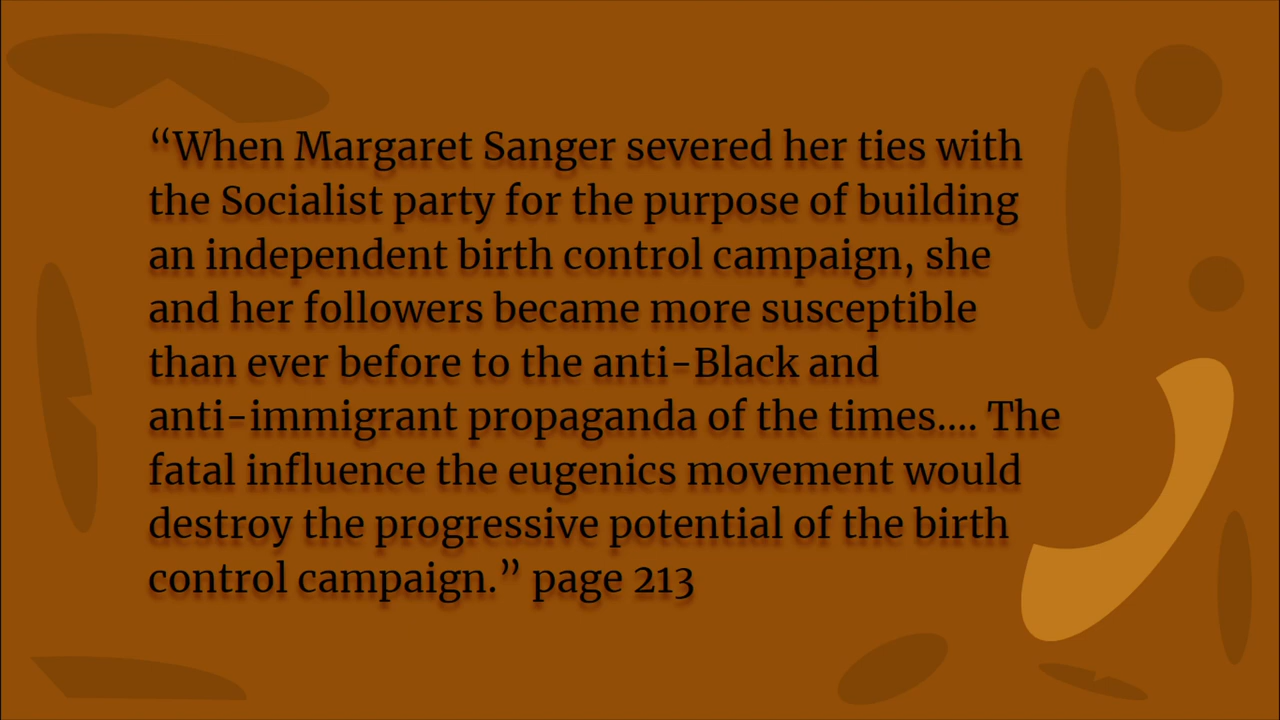 “When Margaret Sanger severed her ties with
the Socialist party for the purpose of building
an independent birth control campaign, she
and her followers became more susceptible
than ever before to the anti-Black and
anti-immigrant propaganda of the times.... The
fatal influence the eugenics movement would
destroy the progressive potential of the birth
control campaign.” page 213